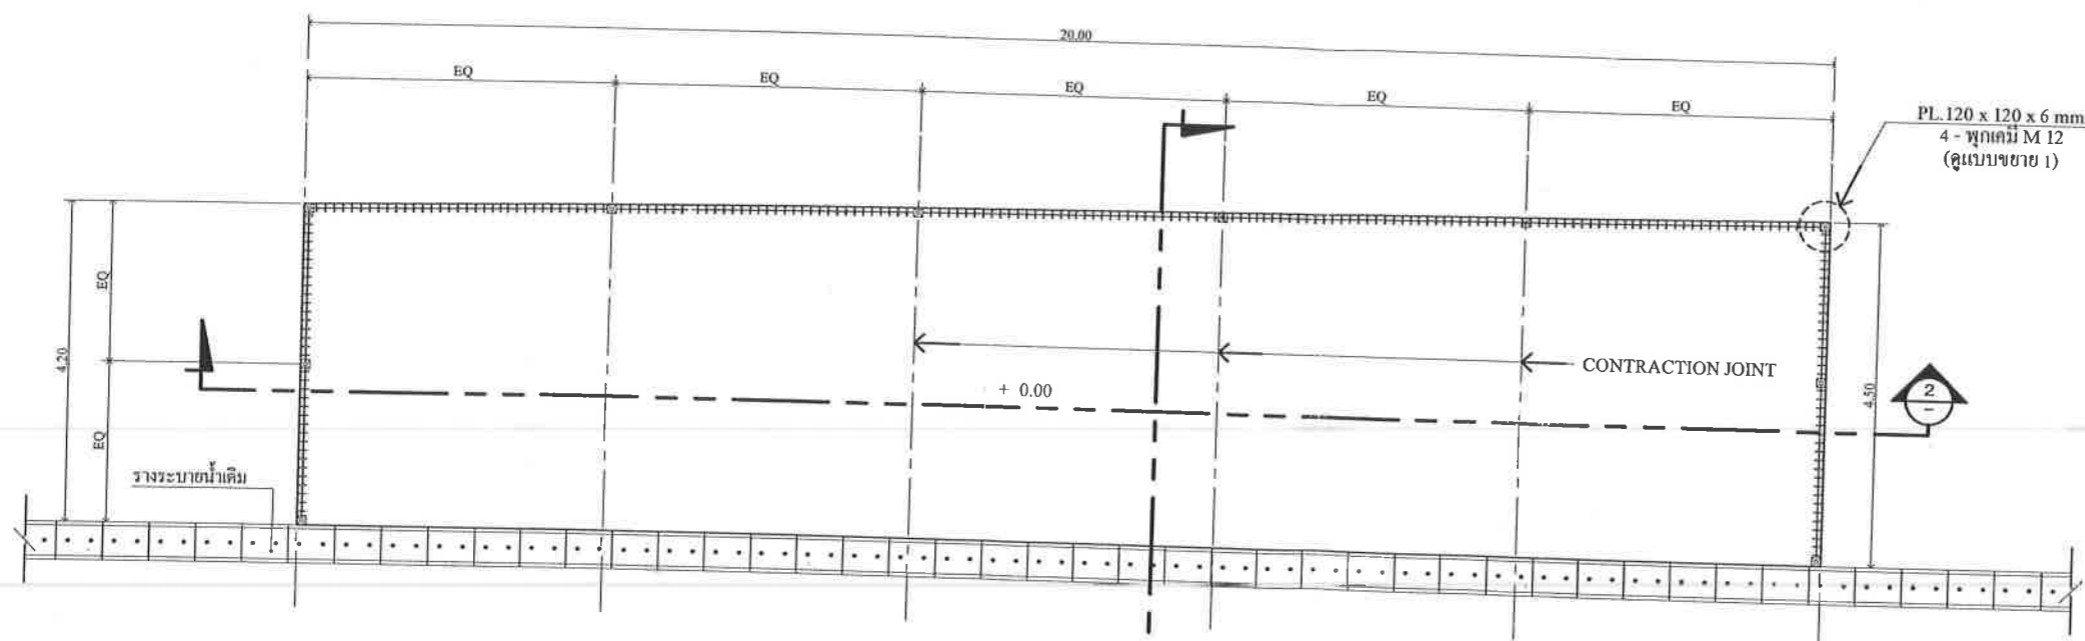 20.00
EQ
EQ
EQ
EQ
EQ
PL.120 x 120 x 6 mm
4 - พุกเคมี M 12
(ดูแบบขยาย 1)
EQ
4.20
CONTRACTION JOINT
+ 0.00
4.50
2
-
EQ
รางระบายน้ำเดิม